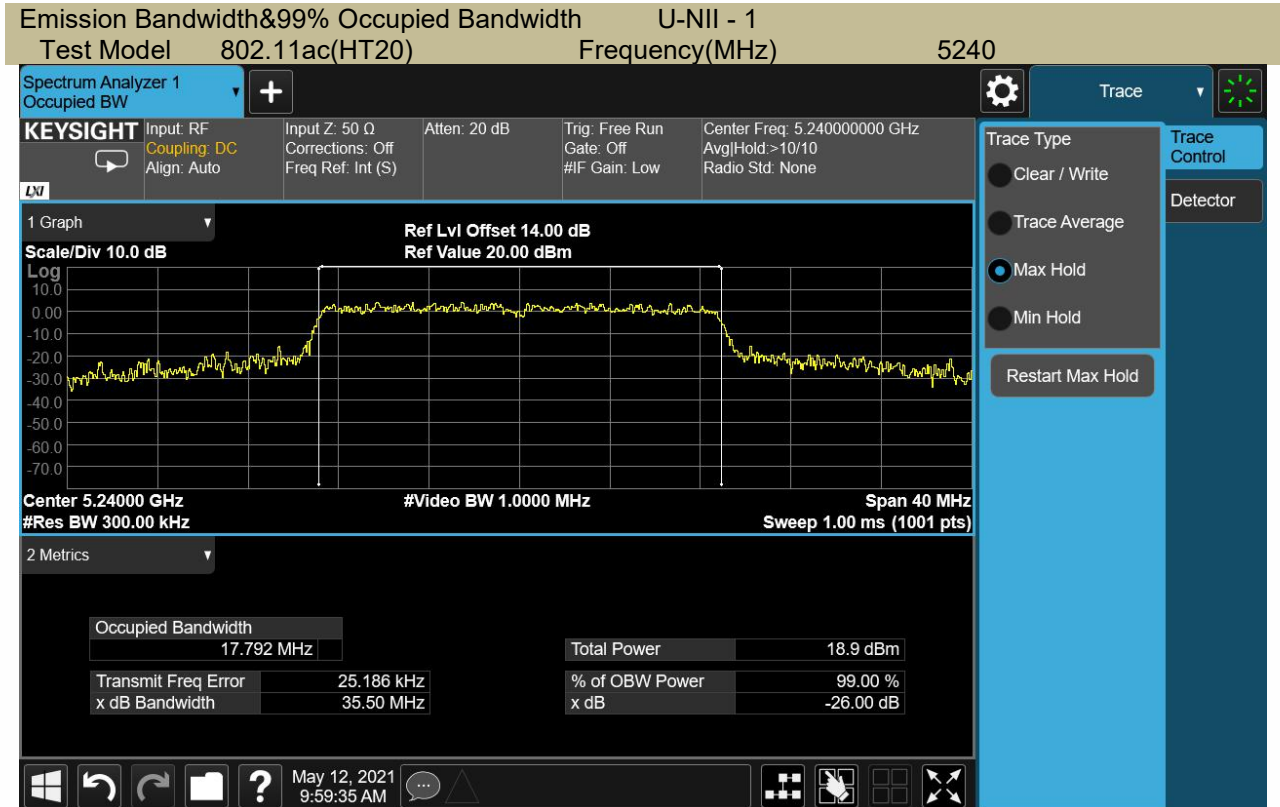 Emission Bandwidth&99% Occupied Bandwidth U-NII - 1
Test Model 802.11ac(HT20) Frequency(MHz) 5240
Spectrum Analyzer 1
Occupied BW
+
Trace
KEYSIGHT
LXI
Input: RF
Coupling: DC
Align: Auto
Input Z: 50 Ω
Corrections: Off
Freq Ref: Int (S)
Atten: 20 dB
Trig: Free Run
Gate: Off
#IF Gain: Low
Center Freq: 5.240000000 GHz
Avg|Hold:>10/10
Radio Std: None
Trace Type
Clear / Write
Trace Average
Max Hold
Min Hold
Restart Max Hold
Trace
Control
Detector
1 Graph
Scale/Div 10.0 dB
Ref Lvl Offset 14.00 dB
Ref Value 20.00 dBm
Log
10.0
0.00
-10.0
-20.0
-30.0
-40.0
-50.0
-60.0
-70.0
Center 5.24000 GHz
#Res BW 300.00 kHz
#Video BW 1.0000 MHz
Span 40 MHz
Sweep 1.00 ms (1001 pts)
2 Metrics
Occupied Bandwidth
17.792 MHz
Transmit Freq Error 25.186 kHz
x dB Bandwidth 35.50 MHz
Total Power 18.9 dBm
% of OBW Power 99.00 %
x dB -26.00 dB
?
May 12, 2021
9:59:35 AM